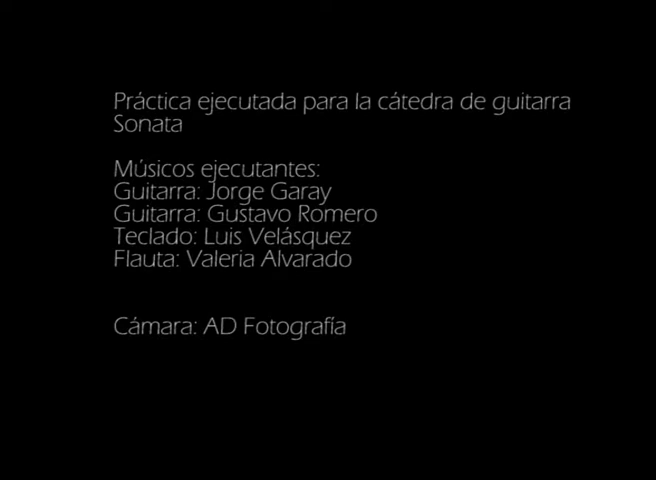 Práctica ejecutada para la cátedra de guitarra
Sonata
Músicos ejecutantes:
Guitarra: Jorge Garay
Guitarra: Gustavo Romero
Teclado: Luis Velásquez
Flauta: Valeria Alvarado
Cámara: AD Fotografía